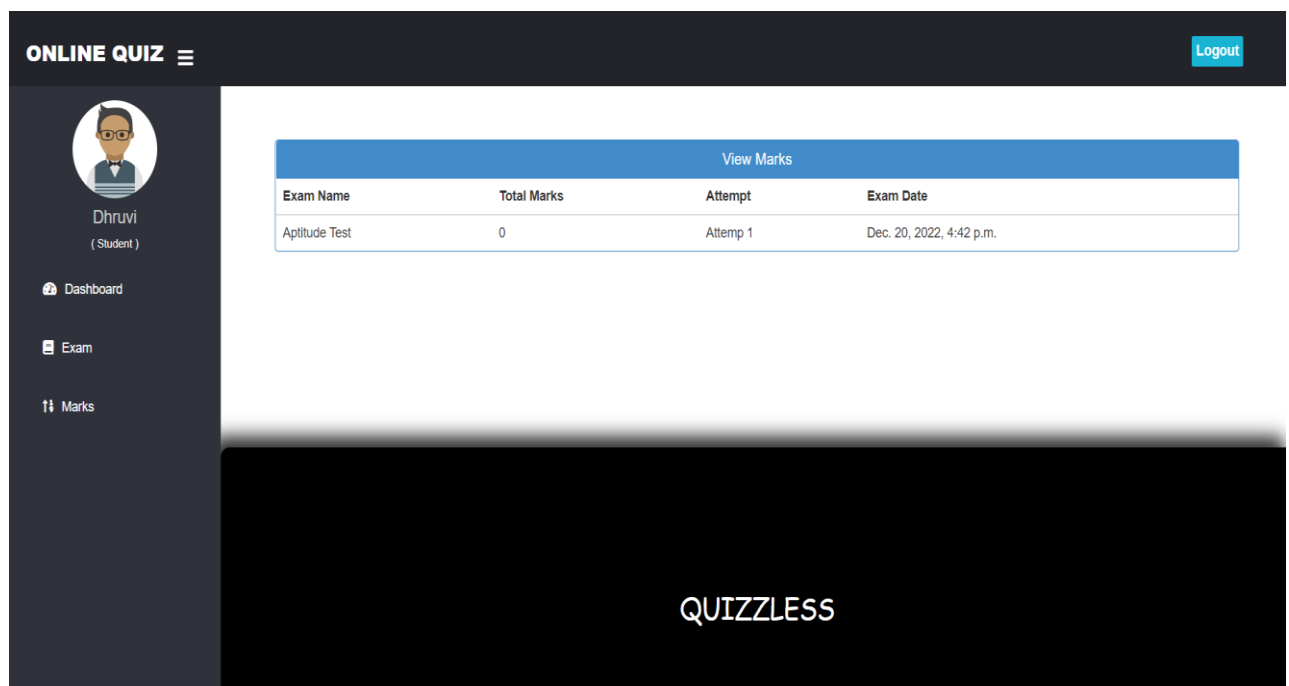 ONLINE QUIZ
Logout
Dhruvi
( Student )
Dashboard
Exam
Marks
View Marks
Exam Name Total Marks Attempt Exam Date
Aptitude Test 0 Attemp 1 Dec. 20, 2022, 4:42 p.m.
QUIZZLESS